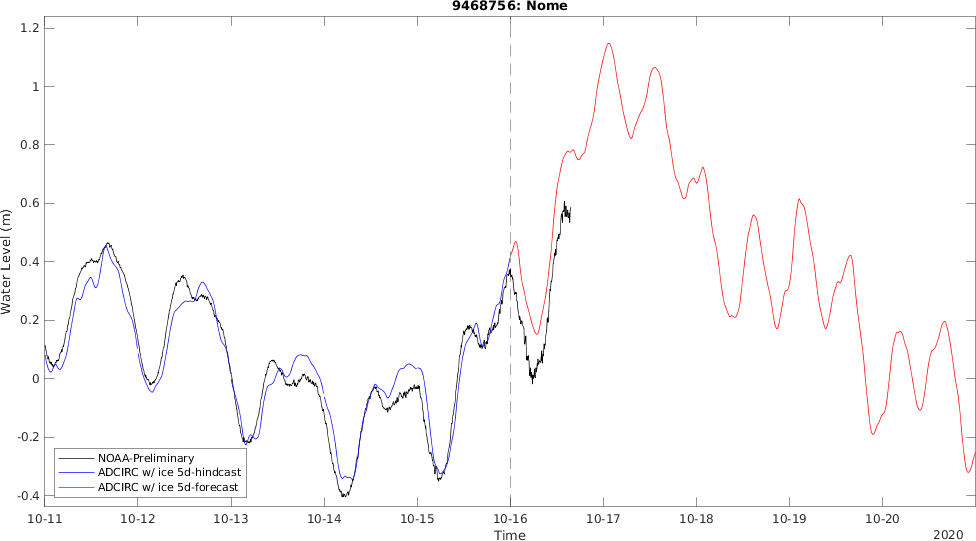 9468756: Nome
1.2
1
0.8
0.6
0.4
0.2
0
-0.2
-0.4
Water Level (m)
NOAA-Preliminary
ADCIRC w/ ice 5d-hindcast
ADCIRC w/ ice 5d-forecast
10-11 10-12 10-13 10-14 10-15 10-16 10-17 10-18 10-19 10-20
Time
2020